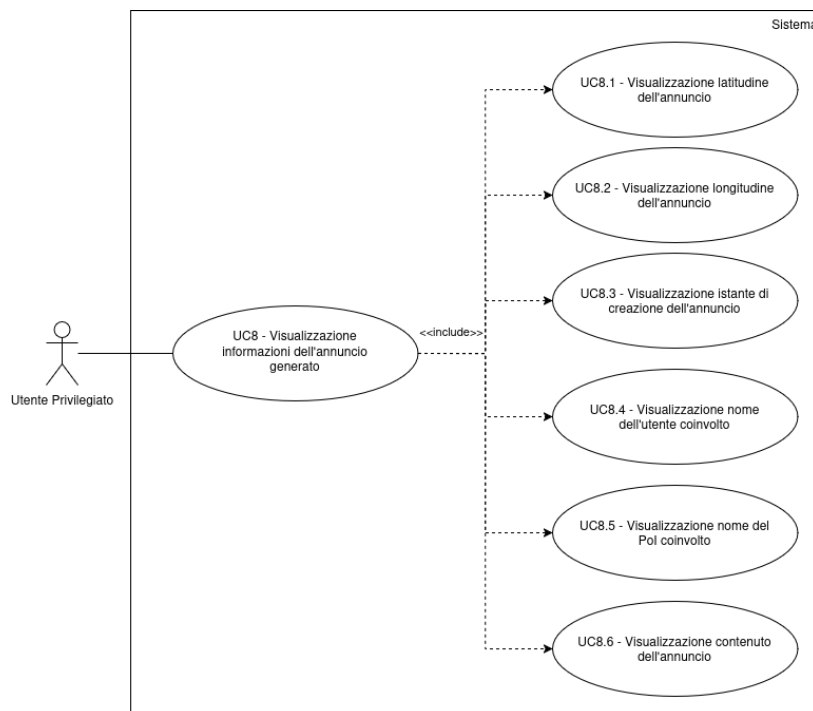 Sistema
UC8.1 - Visualizzazione latitudine
dell'annuncio
UC8.2 - Visualizzazione longitudine
dell'annuncio
UC8.3 - Visualizzazione istante di
creazione dell'annuncio
<<include>>
UC8 - Visualizzazione
informazioni dell'annuncio
generato
Utente Privilegiato
UC8.4 - Visualizzazione nome
dell'utente coinvolto
UC8.5 - Visualizzazione nome del
PoI coinvolto
UC8.6 - Visualizzazione contenuto
dell'annuncio